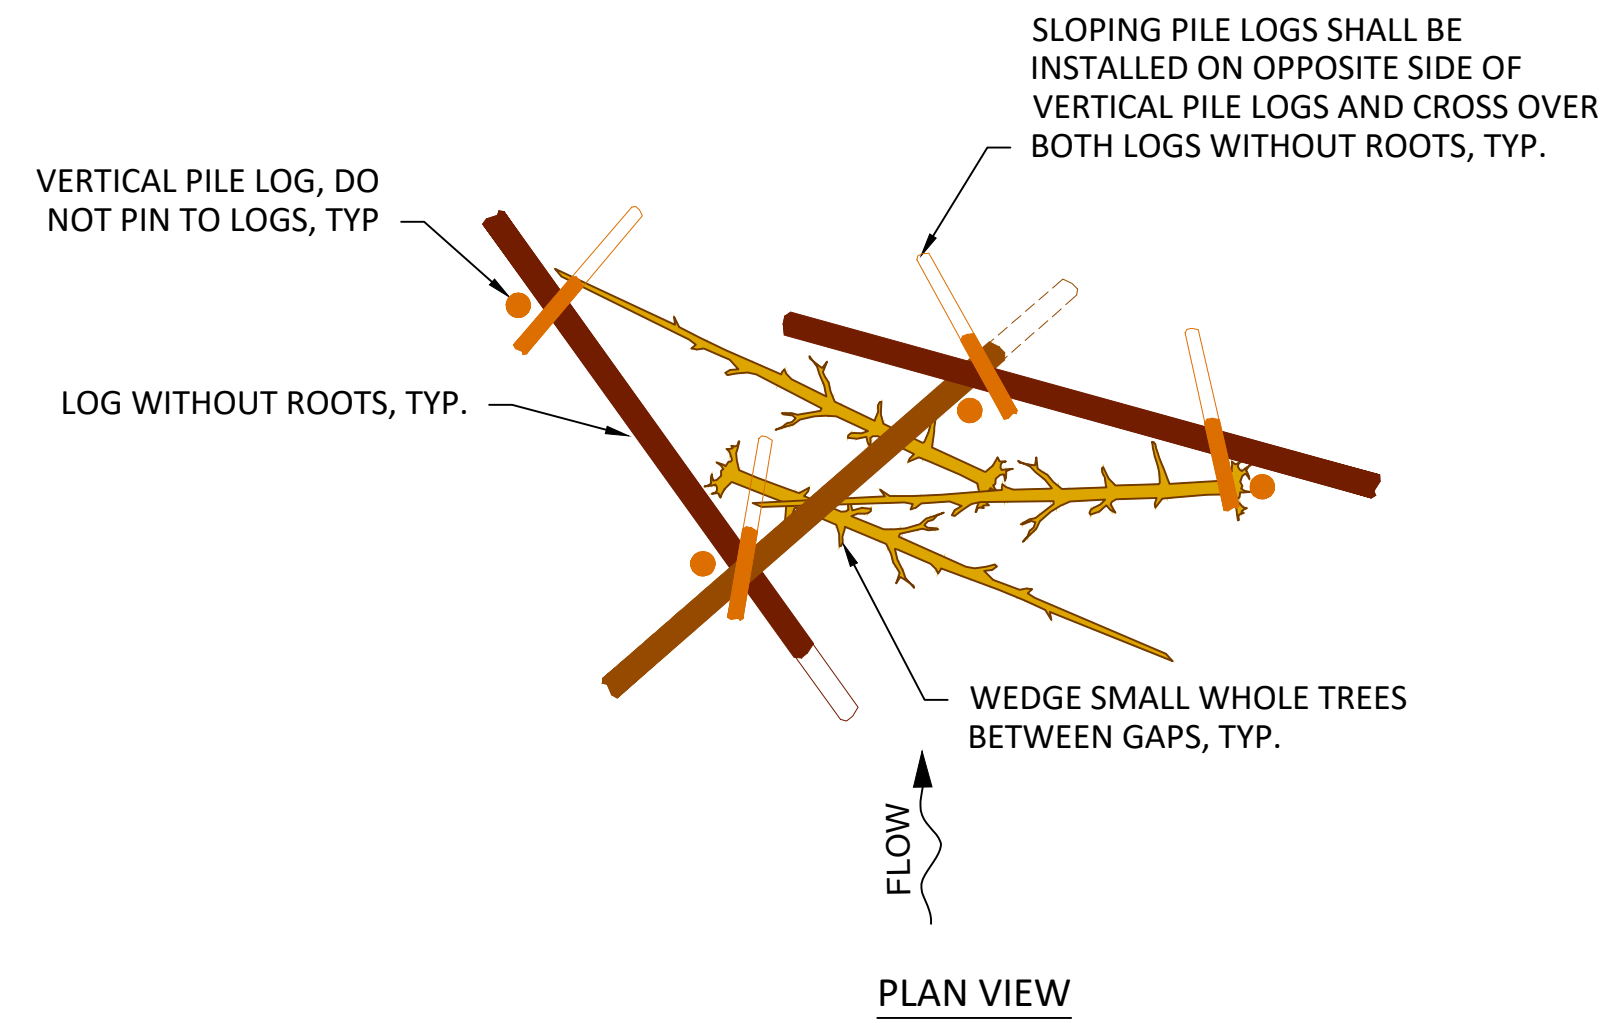 SLOPING PILE LOGS SHALL BE
INSTALLED ON OPPOSITE SIDE OF
VERTICAL PILE LOGS AND CROSS OVER
BOTH LOGS WITHOUT ROOTS, TYP.
VERTICAL PILE LOG, DO
NOT PIN TO LOGS, TYP
LOG WITHOUT ROOTS, TYP.
WEDGE SMALL WHOLE TREES
BETWEEN GAPS, TYP.
FLOW
PLAN VIEW